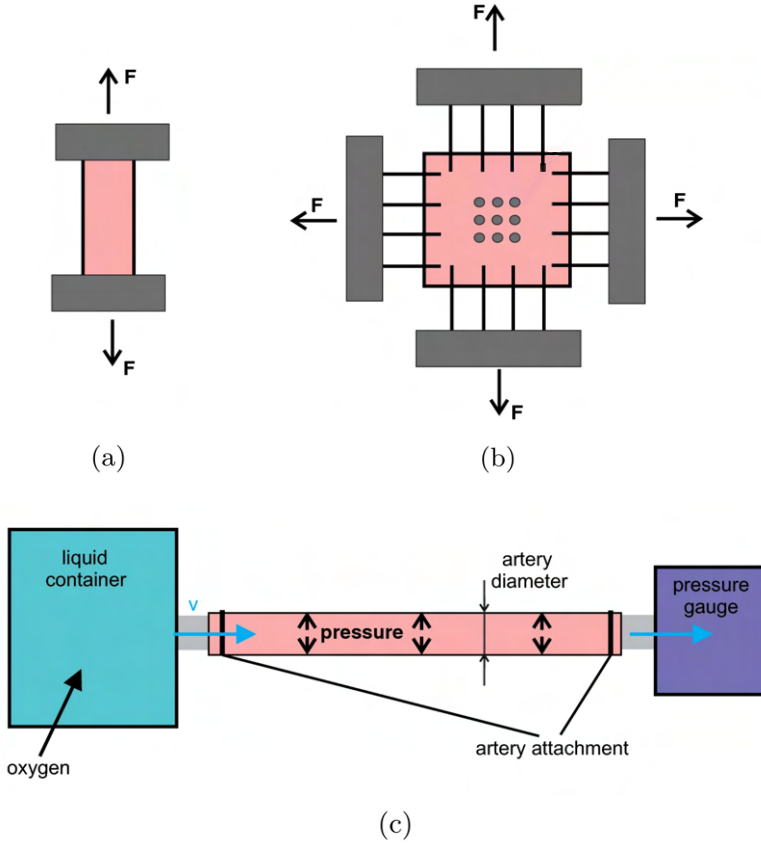 F
F
(a)
F
F
F
F
(b)
liquid
container
oxygen
v
pressure
artery
diameter
artery attachment
pressure
gauge
(c)